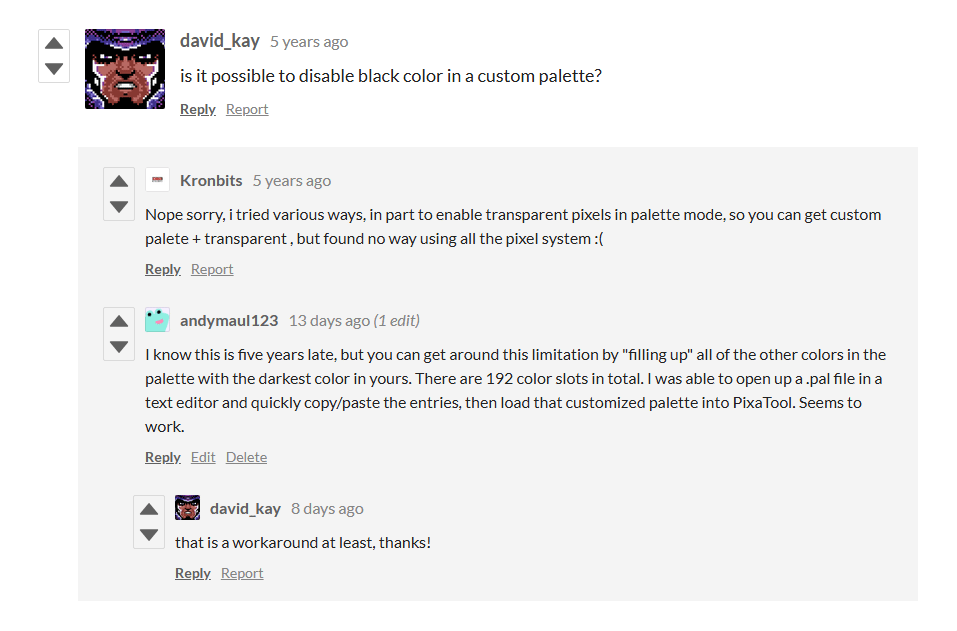 david_kay 5 years ago
is it possible to disable black color in a custom palette?
Reply Report
Kronbits 5 years ago
Nope sorry, i tried various ways, in part to enable transparent pixels in palette mode, so you can get custom
palete + transparent , but found no way using all the pixel system :(
Reply Report
andymaul123 13 days ago (1 edit)
I know this is five years late, but you can get around this limitation by "filling up" all of the other colors in the
palette with the darkest color in yours. There are 192 color slots in total. I was able to open up a .pal file in a
text editor and quickly copy/paste the entries, then load that customized palette into PixaTool. Seems to
work.
Reply Edit Delete
david_kay 8 days ago
that is a workaround at least, thanks!
Reply Report